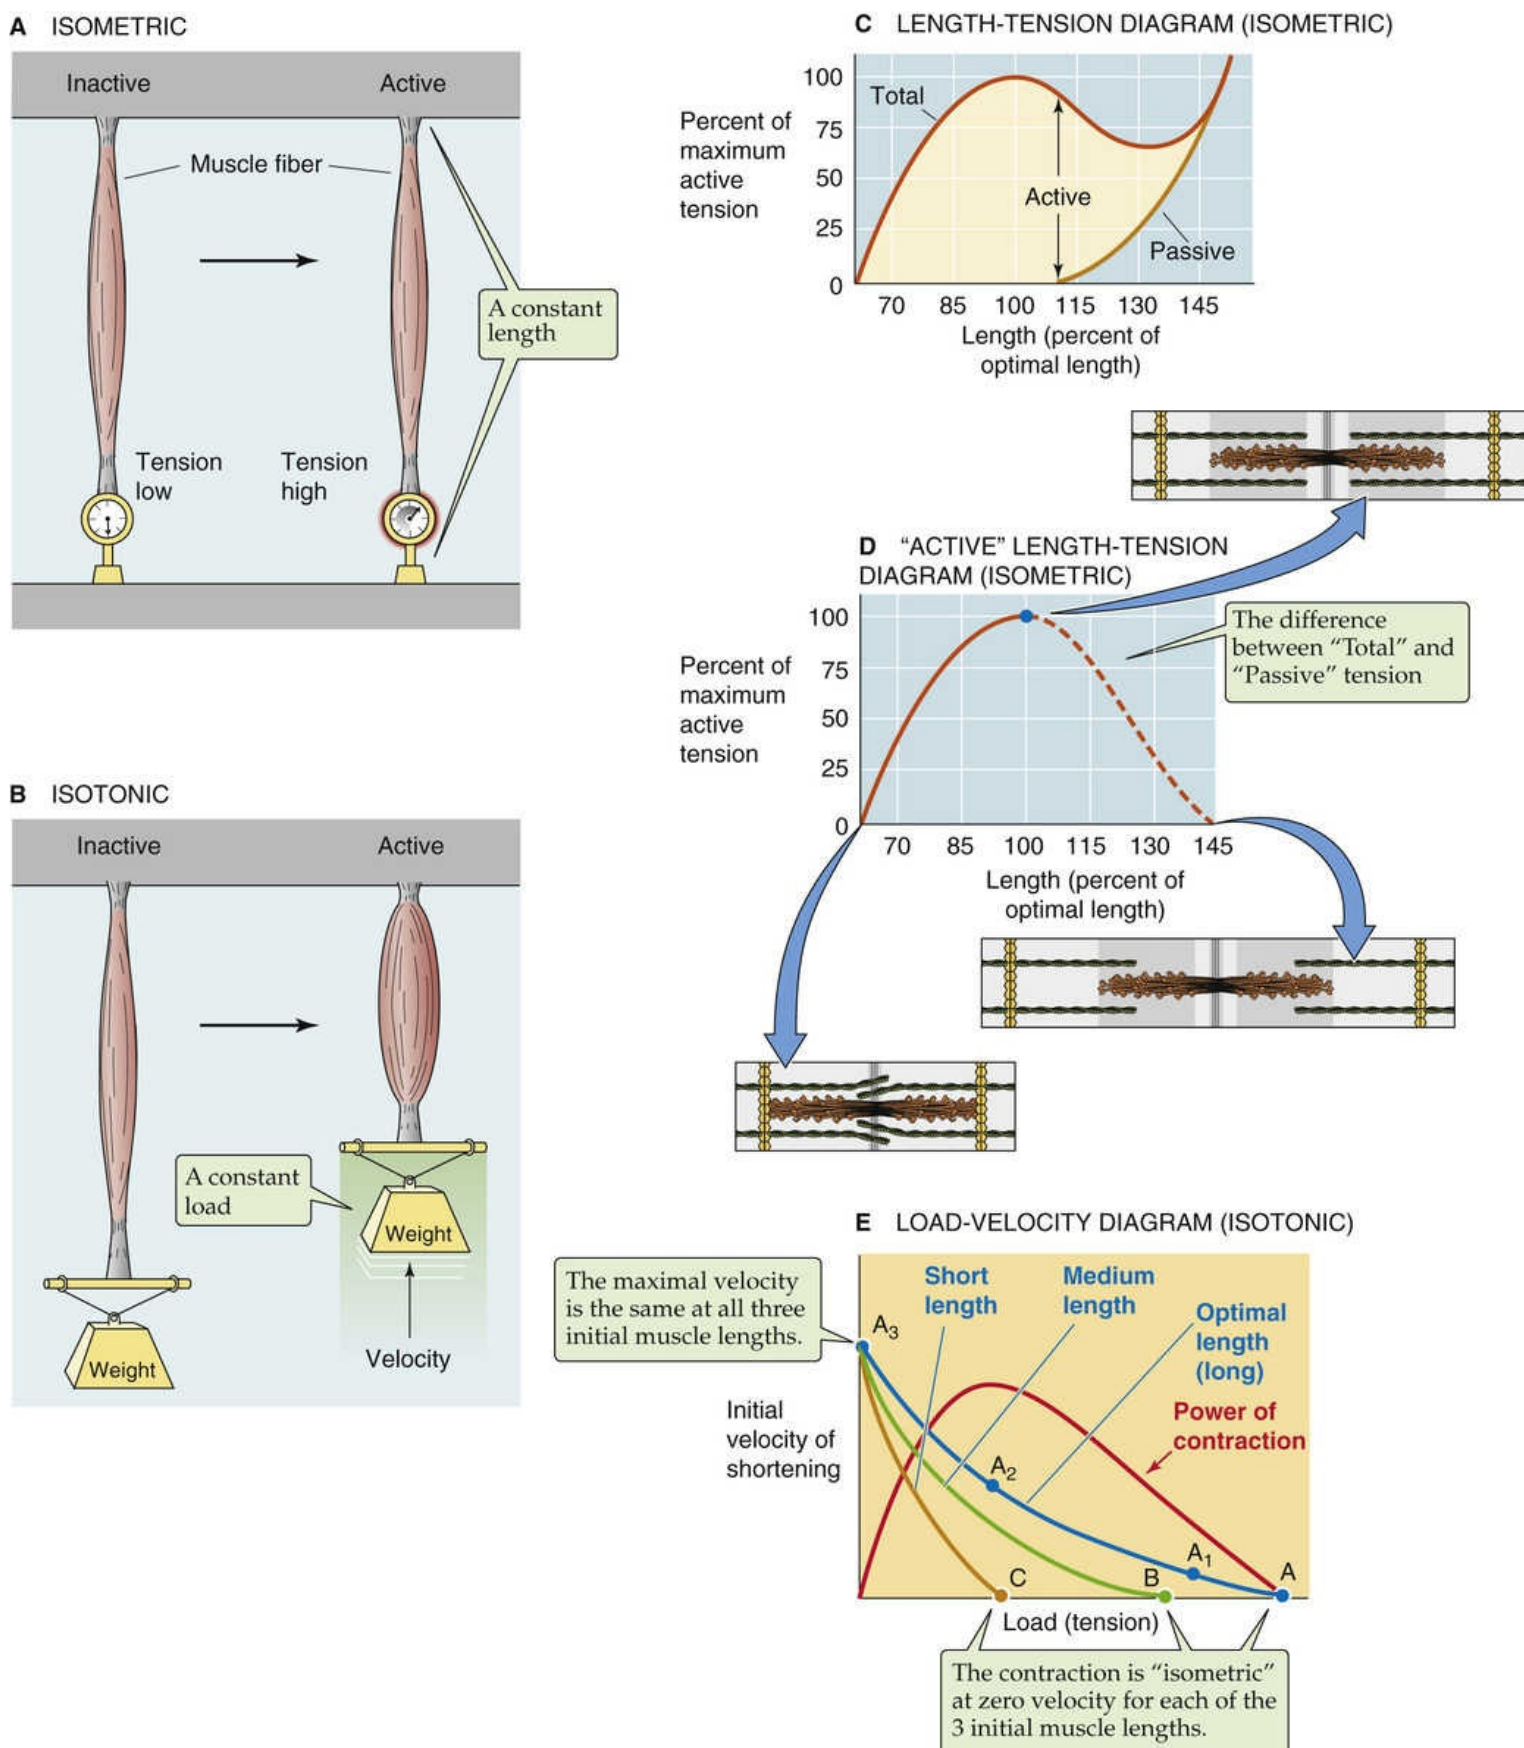 A ISOMETRIC
Inactive
Active
Muscle fiber
A constant
length
Tension
low
Tension
high
B ISOTONIC
Inactive
Active
A constant
load
Weight
Weight
Velocity
C LENGTH-TENSION DIAGRAM (ISOMETRIC)
Percent of
maximum
active
tension
100
75
50
25
0
Total
Active
Passive
70 85 100 115 130 145
Length (percent of
optimal length)
D “ACTIVE” LENGTH-TENSION
DIAGRAM (ISOMETRIC)
Percent of
maximum
active
tension
100
75
50
25
0
The difference
between “Total” and
“Passive” tension
70 85 100 115 130 145
Length (percent of
optimal length)
E LOAD-VELOCITY DIAGRAM (ISOTONIC)
The maximal velocity
is the same at all three
initial muscle lengths.
Initial
velocity of
shortening
Short
length
Medium
length
Optimal
length
(long)
Power of
contraction
A3
A2
A1
A
B
C
Load (tension)
The contraction is “isometric”
at zero velocity for each of the
3 initial muscle lengths.